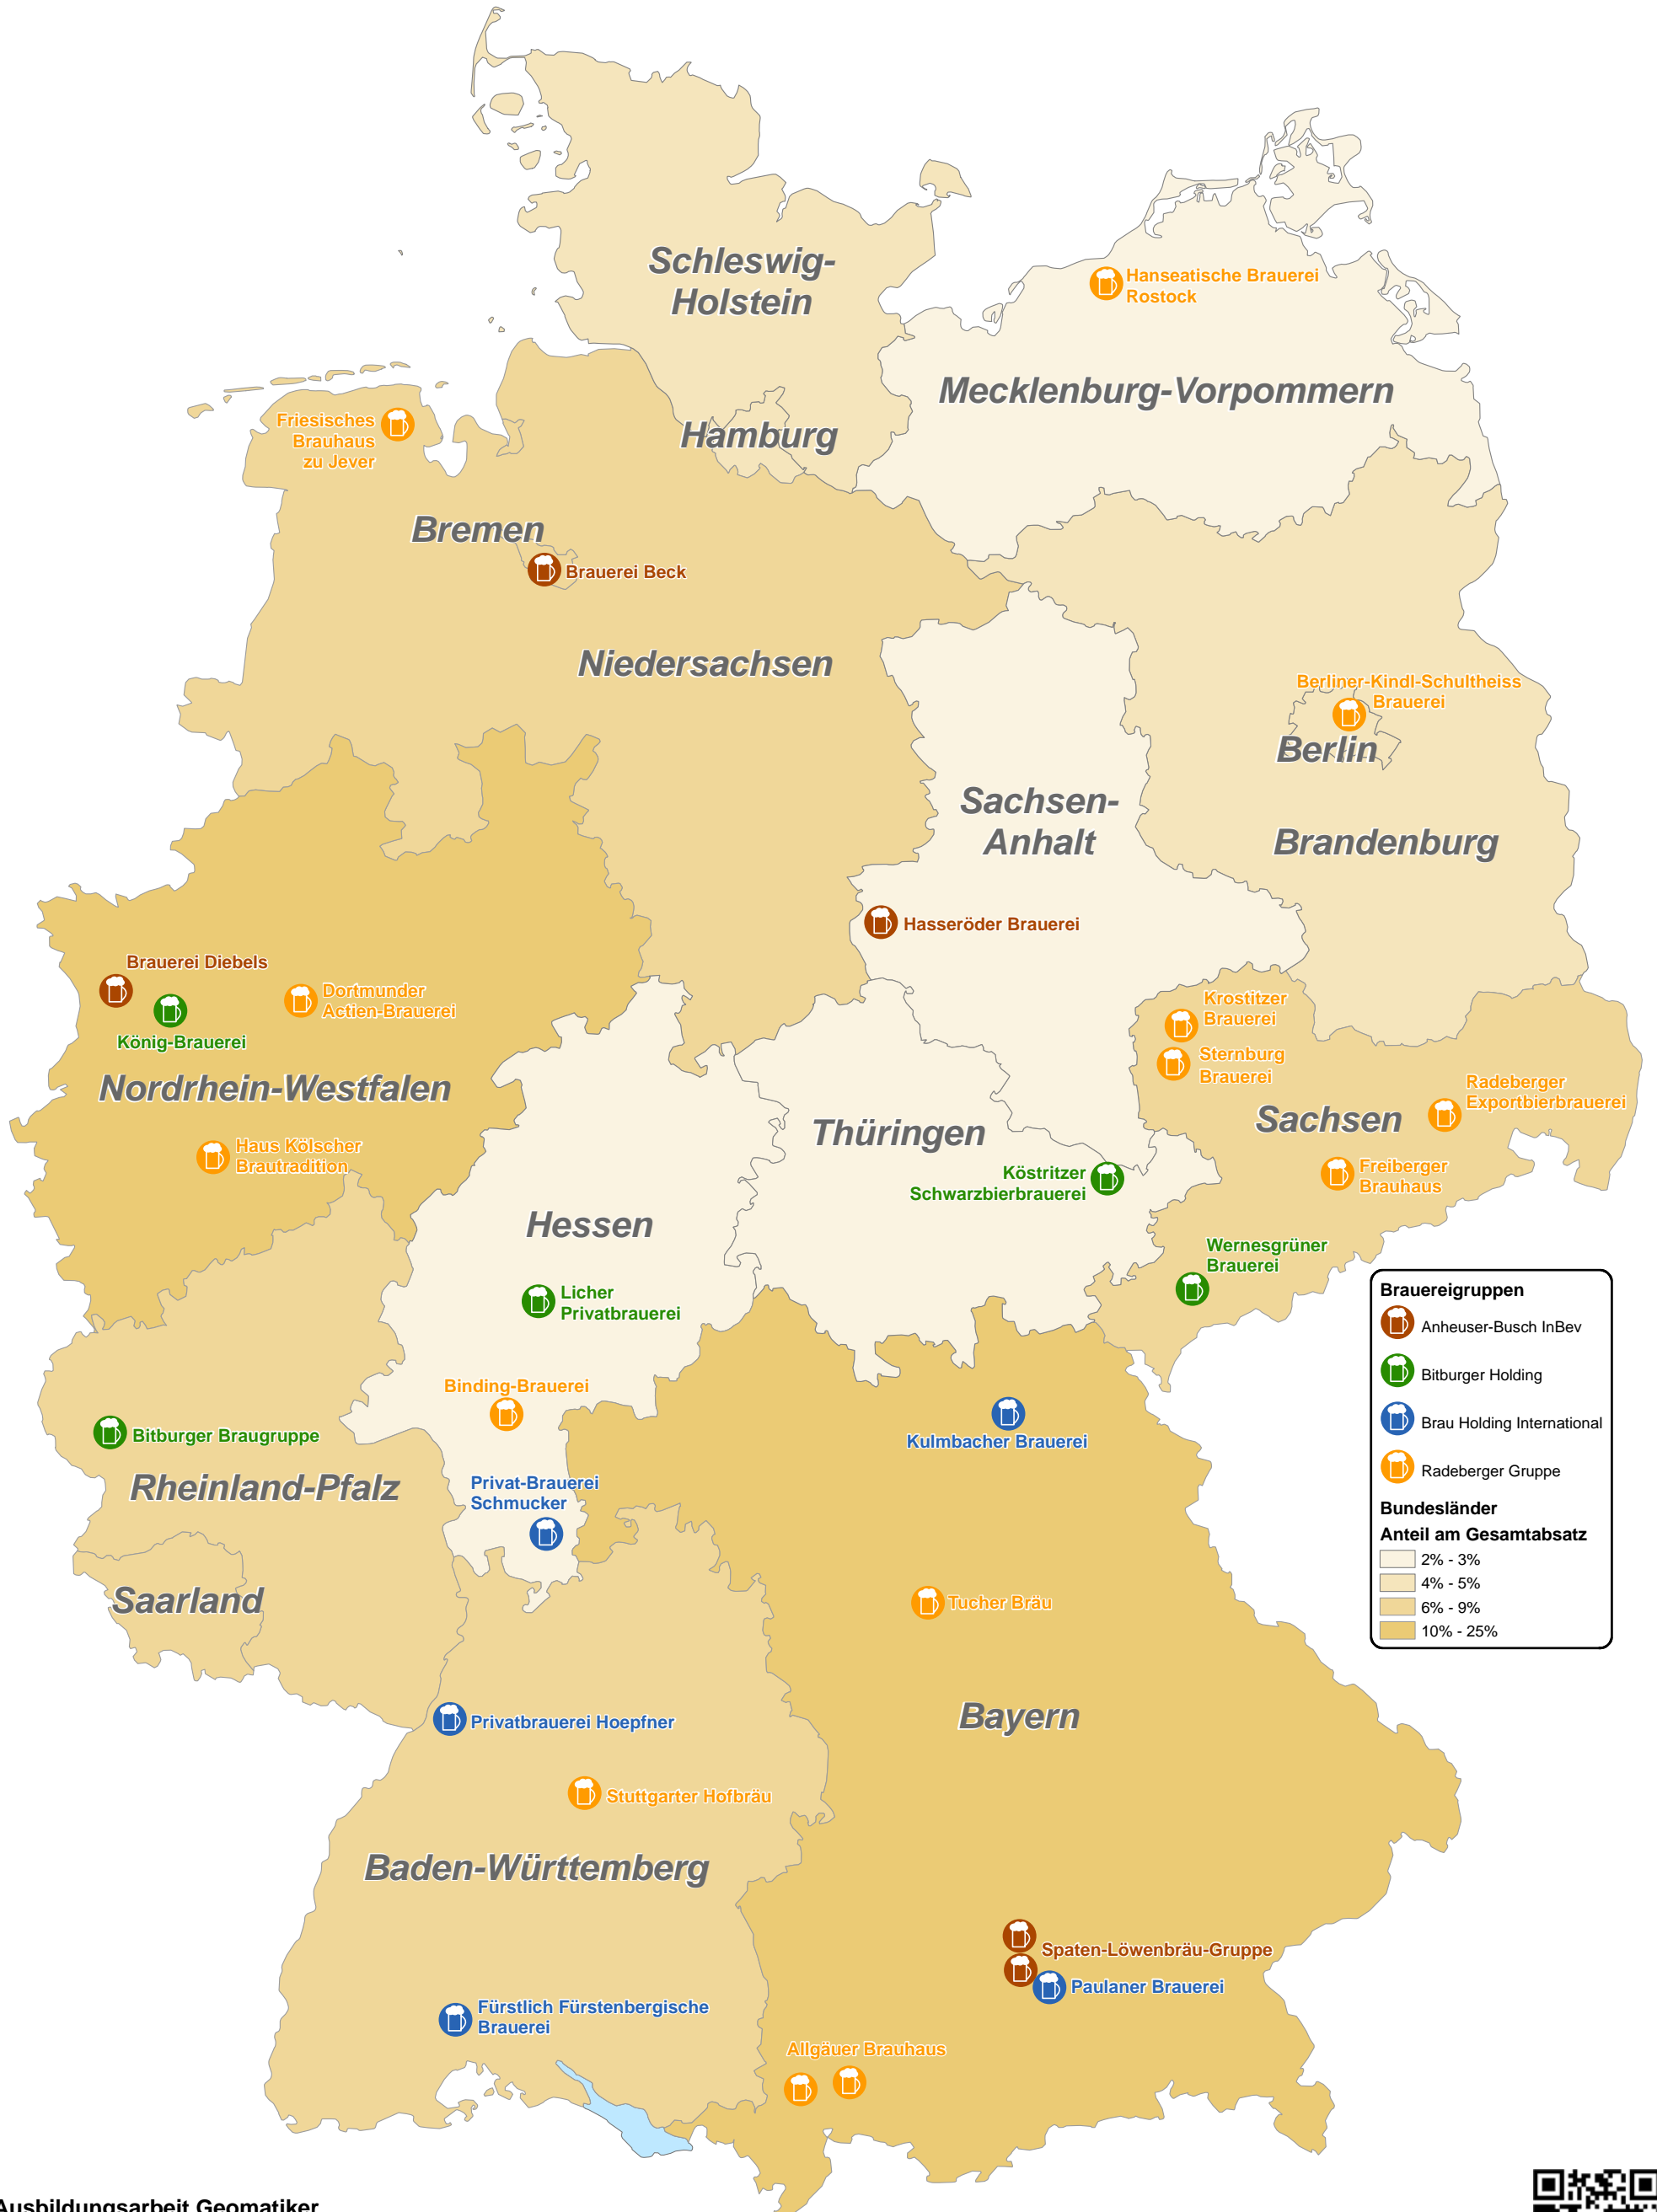 Schleswig-
Holstein
Hanseatische Brauerei
Rostock
Mecklenburg-Vorpommern
Friesisches
Brauhaus
zu Jever
Hamburg
Bremen
Brauerei Beck
Niedersachsen
Berliner-Kindl-Schultheiss
Brauerei
Berlin
Sachsen-
Anhalt
Brandenburg
Hasseröder Brauerei
Brauerei Diebels
Dortmunder
Actien-Brauerei
König-Brauerei
Nordrhein-Westfalen
Krostitzer
Brauerei
Sternburg
Brauerei
Radeberger
Exportbierbrauerei
Sachsen
Thüringen
Haus Kölscher
Brautradition
Köstritzer
Schwarzbierbrauerei
Freiberger
Brauhaus
Hessen
Wernesgrüner
Brauerei
Licher
Privatbrauerei
Brauereigruppen
Anheuser-Busch InBev
Bitburger Holding
Brau Holding International
Radeberger Gruppe
Bundesländer
Anteil am Gesamtabsatz
2% - 3%
4% - 5%
6% - 9%
10% - 25%
Binding-Brauerei
Bitburger Braugruppe
Kulmbacher Brauerei
Rheinland-Pfalz
Privat-Brauerei
Schmucker
Saarland
Tucher Bräu
Privatbrauerei Hoepfner
Bayern
Stuttgarter Hofbräu
Baden-Württemberg
Spaten-Löwenbräu-Gruppe
Paulaner Brauerei
Fürstlich Fürstenbergische
Brauerei
Allgäuer Brauhaus
Ausbildungsarbeit Geomatiker